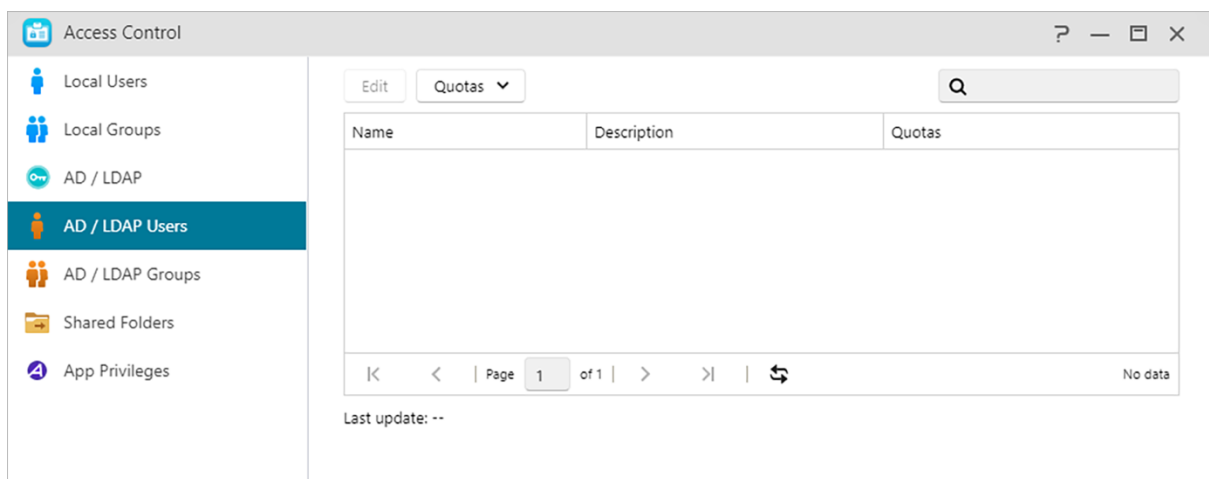 Access Control
Local Users
Local Groups
AD / LDAP
AD / LDAP Users
AD / LDAP Groups
Shared Folders
App Privileges
Edit Quotas
Name Description Quotas
Page 1 of 1 No data
Last update: --